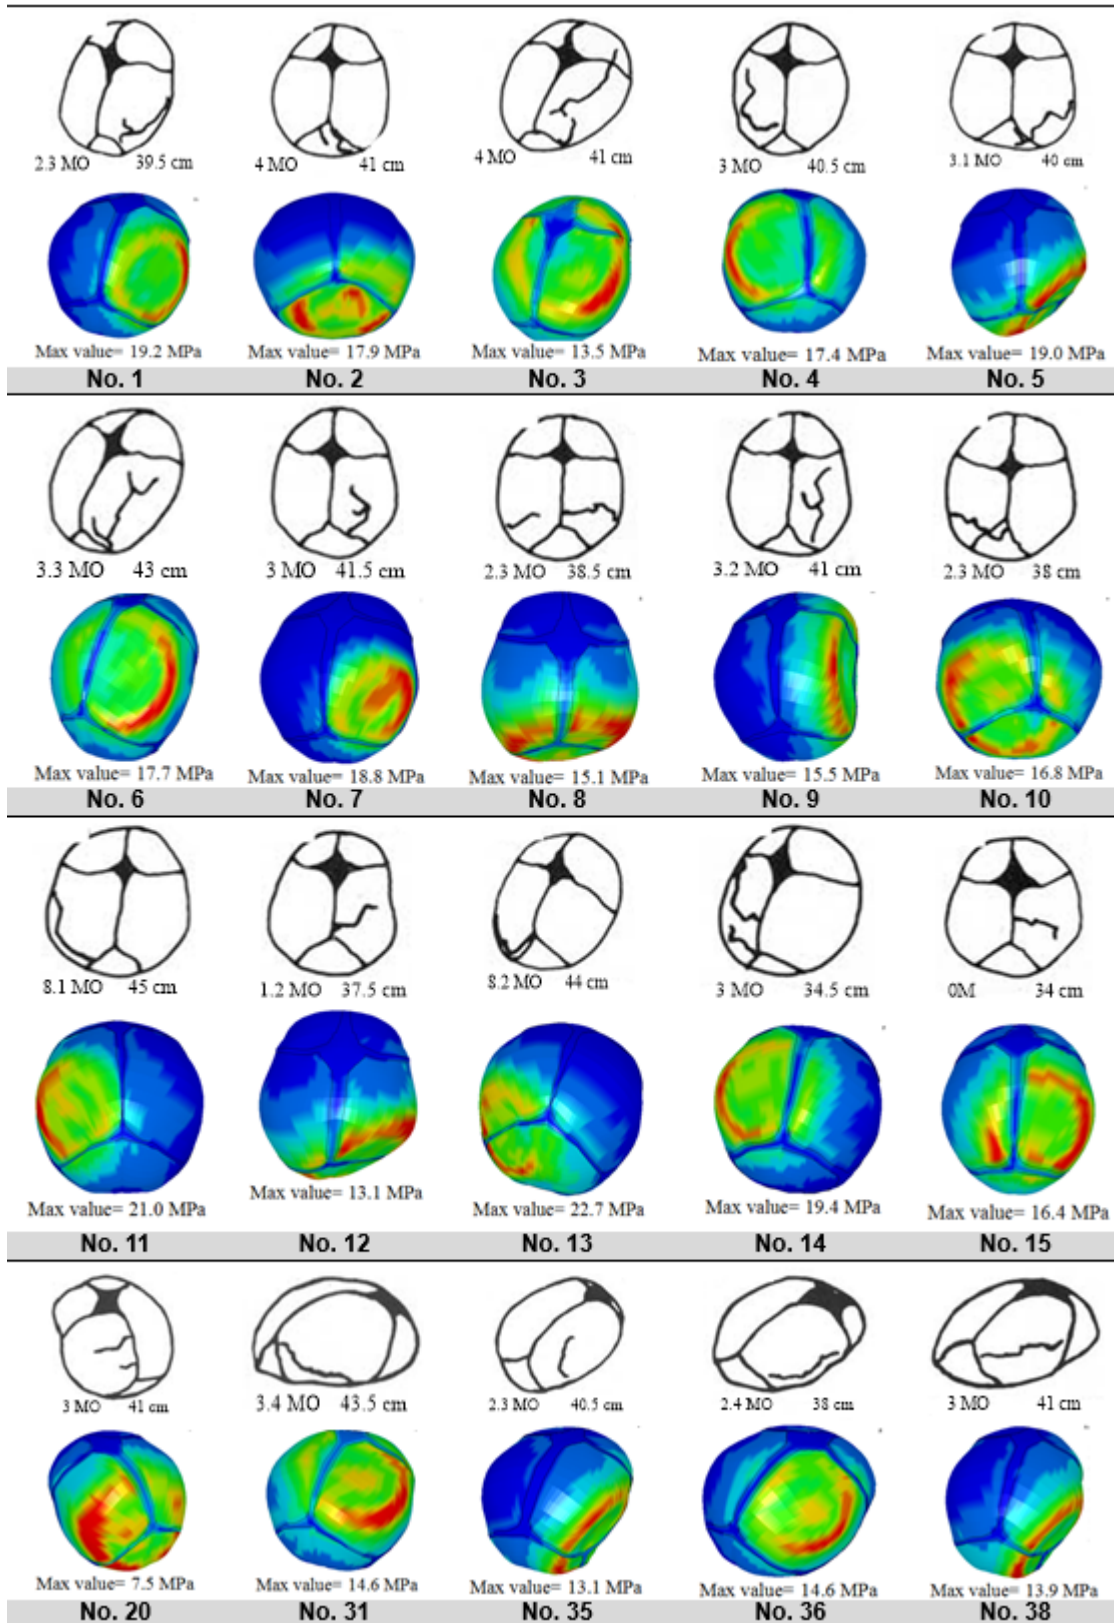 2.3 MO 39.5 cm
4 MO 41 cm
4 MO 41 cm
3 MO 40.5 cm
3.1 MO 40 cm
Max value= 19.2 MPa
Max value= 17.9 MPa
Max value= 13.5 MPa
Max value= 17.4 MPa
Max value= 19.0 MPa
No. 1
No. 2
No. 3
No. 4
No. 5
3.3 MO 43 cm
3 MO 41.5 cm
2.3 MO 38.5 cm
3.2 MO 41 cm
2.3 MO 38 cm
Max value= 17.7 MPa
Max value= 18.8 MPa
Max value= 15.1 MPa
Max value= 15.5 MPa
Max value= 16.8 MPa
No. 6
No. 7
No. 8
No. 9
No. 10
8.1 MO 45 cm
1.2 MO 37.5 cm
8.2 MO 44 cm
3 MO 34.5 cm
0M 34 cm
Max value= 21.0 MPa
Max value= 13.1 MPa
Max value= 22.7 MPa
Max value= 19.4 MPa
Max value= 16.4 MPa
No. 11
No. 12
No. 13
No. 14
No. 15
3 MO 41 cm
3.4 MO 43.5 cm
2.3 MO 40.5 cm
2.4 MO 38 cm
3 MO 41 cm
Max value= 7.5 MPa
Max value= 14.6 MPa
Max value= 13.1 MPa
Max value= 14.6 MPa
Max value= 13.9 MPa
No. 20
No. 31
No. 35
No. 36
No. 38